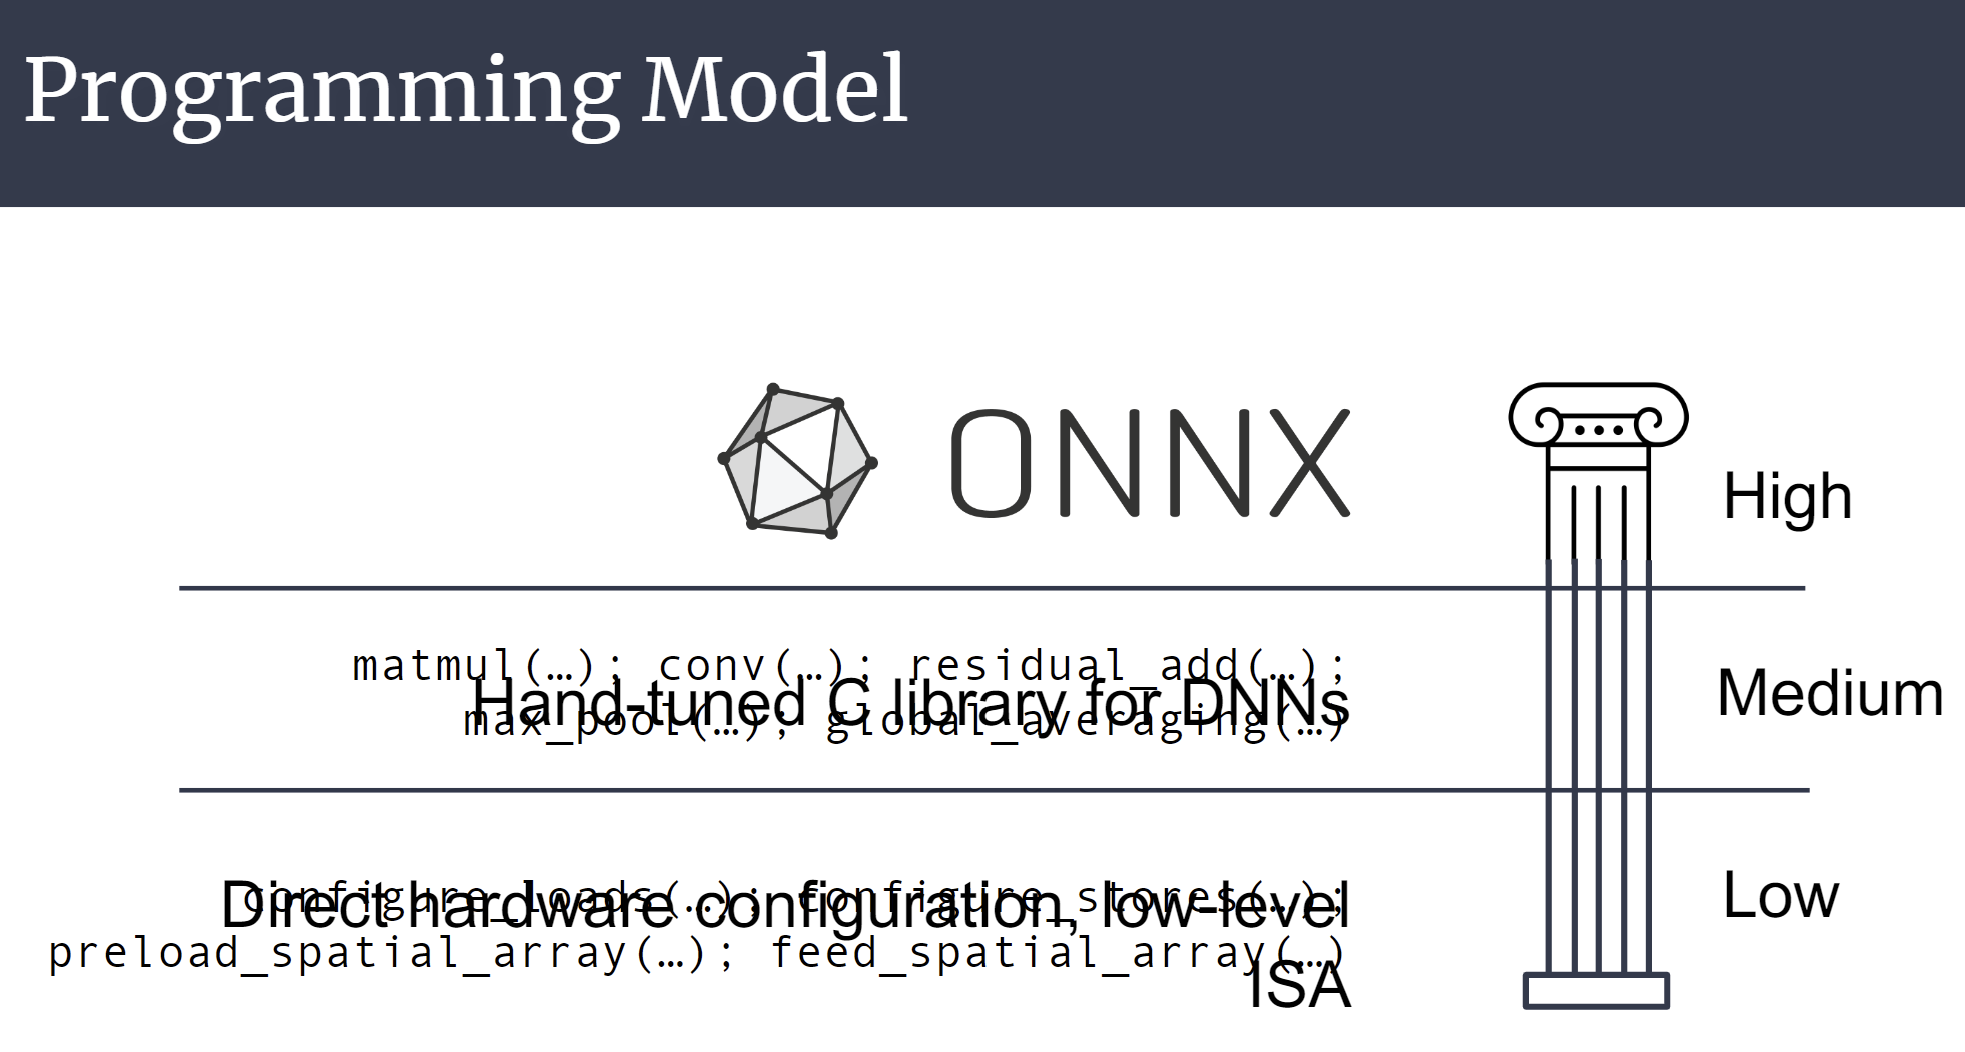 Programming Model
ONNX
High
matmul(…); conv(…); residual_add(…);
max_pool(…); global_averaging(…)
Hand-tuned C library for DNNs
Medium
configure_loads(…); configure_stores(…);
preload_spatial_array(…); feed_spatial_array(…)
Direct hardware configuration, low-level
ISA
Low